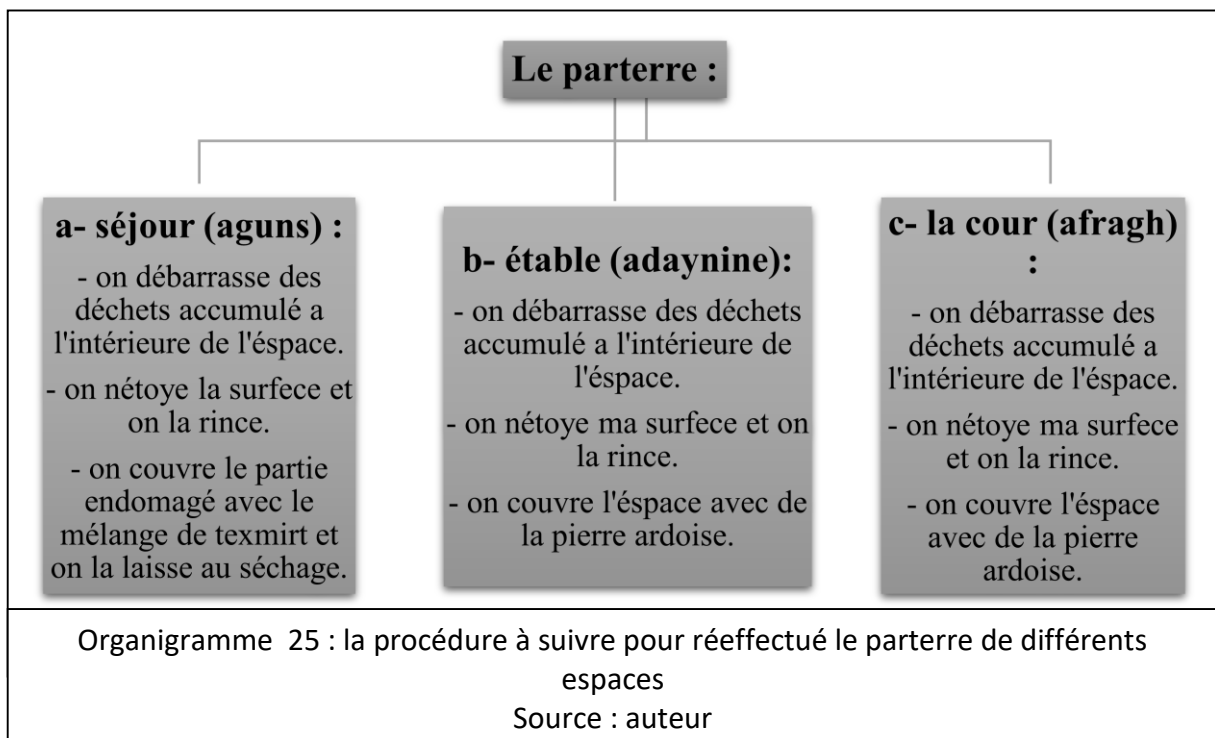 Le parterre :
a- séjour (aguns) :
- on débarrasse des
déchets accumulé a
l'intérieure de l'éspace.
- on nétoye la surfece et
on la rince.
- on couvre le partie
endomagé avec le
mélange de texmirt et
on la laisse au séchage.
b- étable (adaynine):
- on débarrasse des déchets
accumulé a l'intérieure de
l'éspace.
- on nétoye ma surfece et on
la rince.
- on couvre l'éspace avec de
la pierre ardoise.
c- la cour (afragh)
:
- on débarrasse des
déchets accumulé a
l'intérieure de l'éspace.
- on nétoye ma surfece
et on la rince.
- on couvre l'éspace
avec de la pierre
ardoise.
Organigramme 25 : la procédure à suivre pour réeffectué le parterre de différents
espaces
Source : auteur